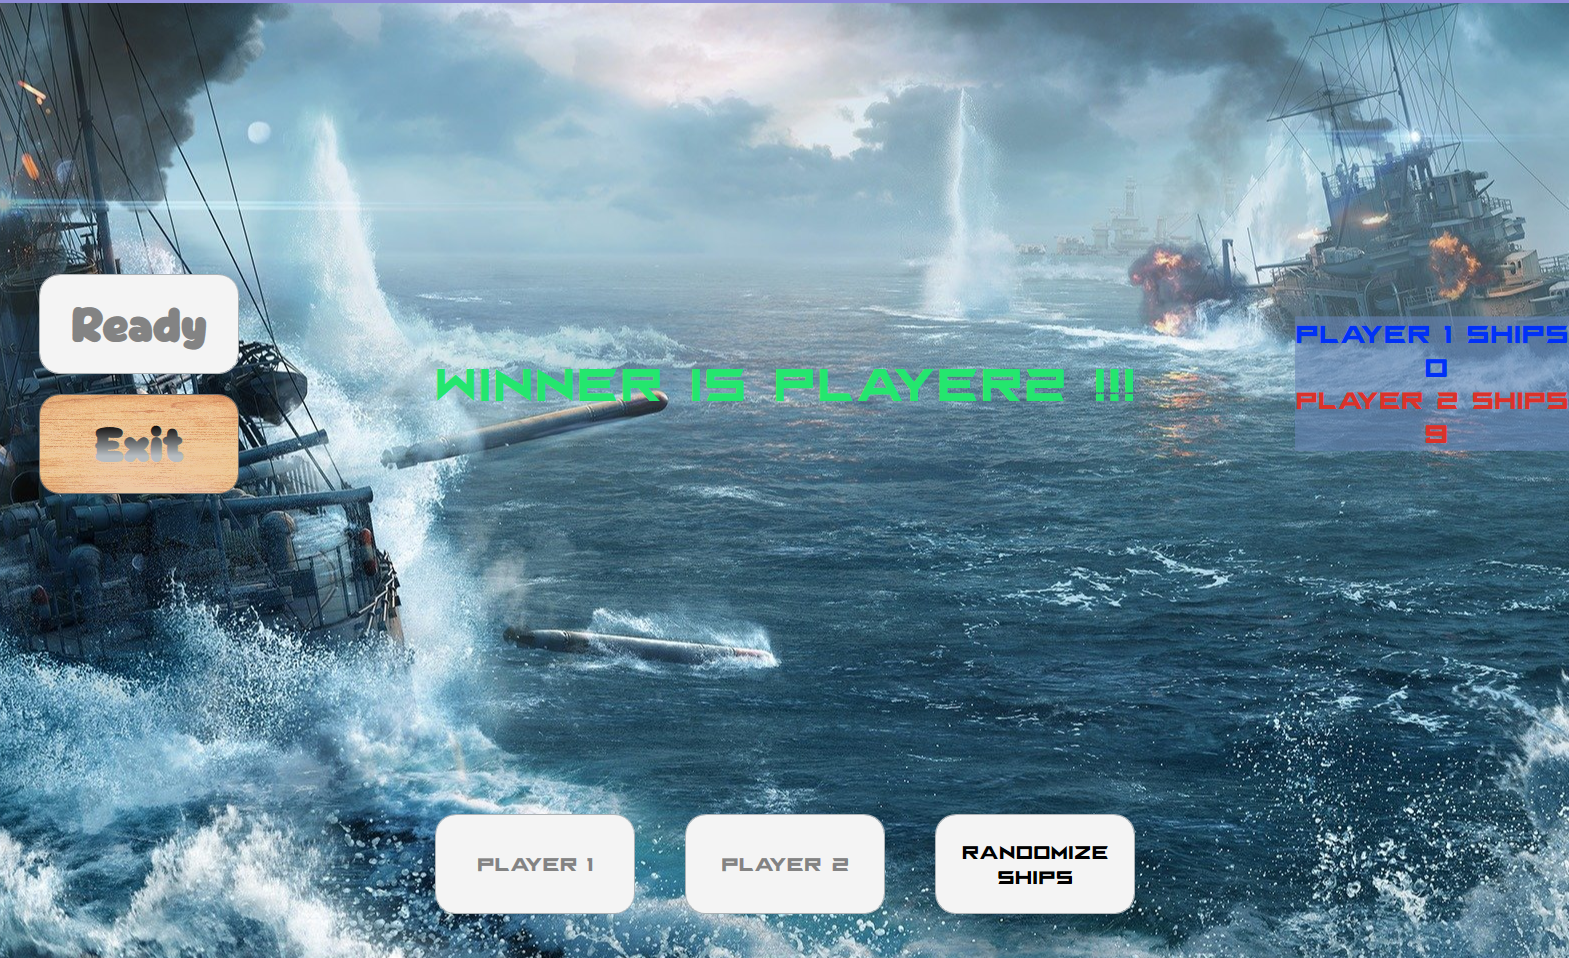 Ready
Exit
WINNER IS PLAYER2 !!!
PLAYER 1 SHIPS
0
PLAYER 2 SHIPS
9
PLAYER 1
PLAYER 2
RANDOMIZE
SHIPS